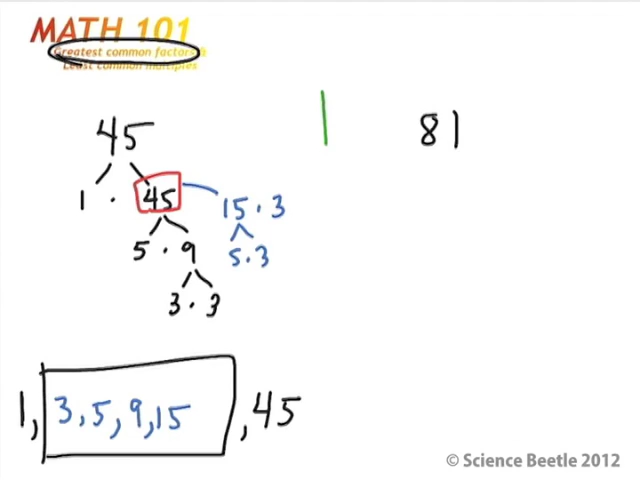 MATH 101
Greatest common factors &
Least common multiples
45
81
1 . 45
15 . 3
5 . 9
5 . 3
3 . 3
1, 3, 5, 9, 15, 45
© Science Beetle 2012